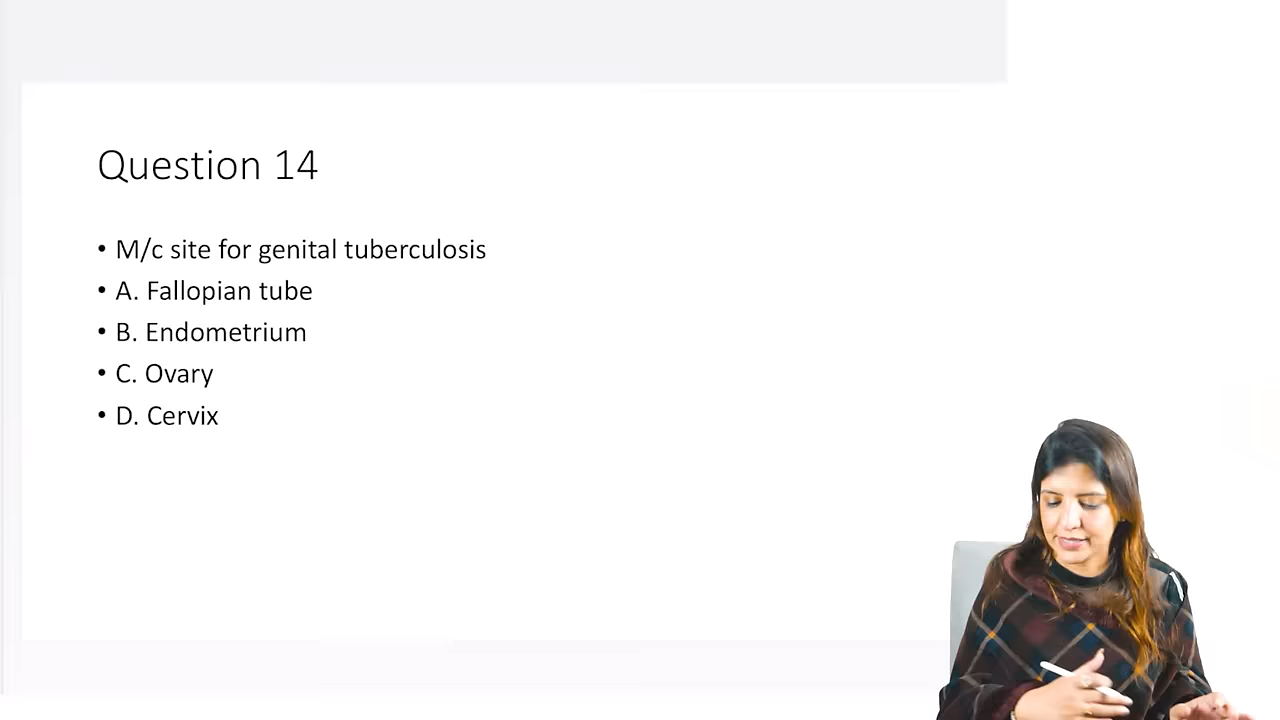 Question 14
• M/c site for genital tuberculosis
• A. Fallopian tube
• B. Endometrium
• C. Ovary
• D. Cervix